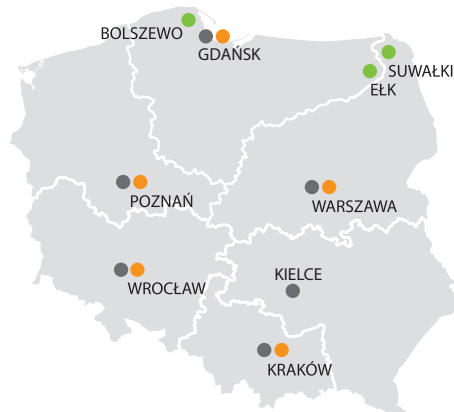 BOLSZEWO
GDAŃSK
SUWAŁKI
EŁK
POZNAŃ
WARSZAWA
KIELCE
WROCŁAW
KRAKÓW